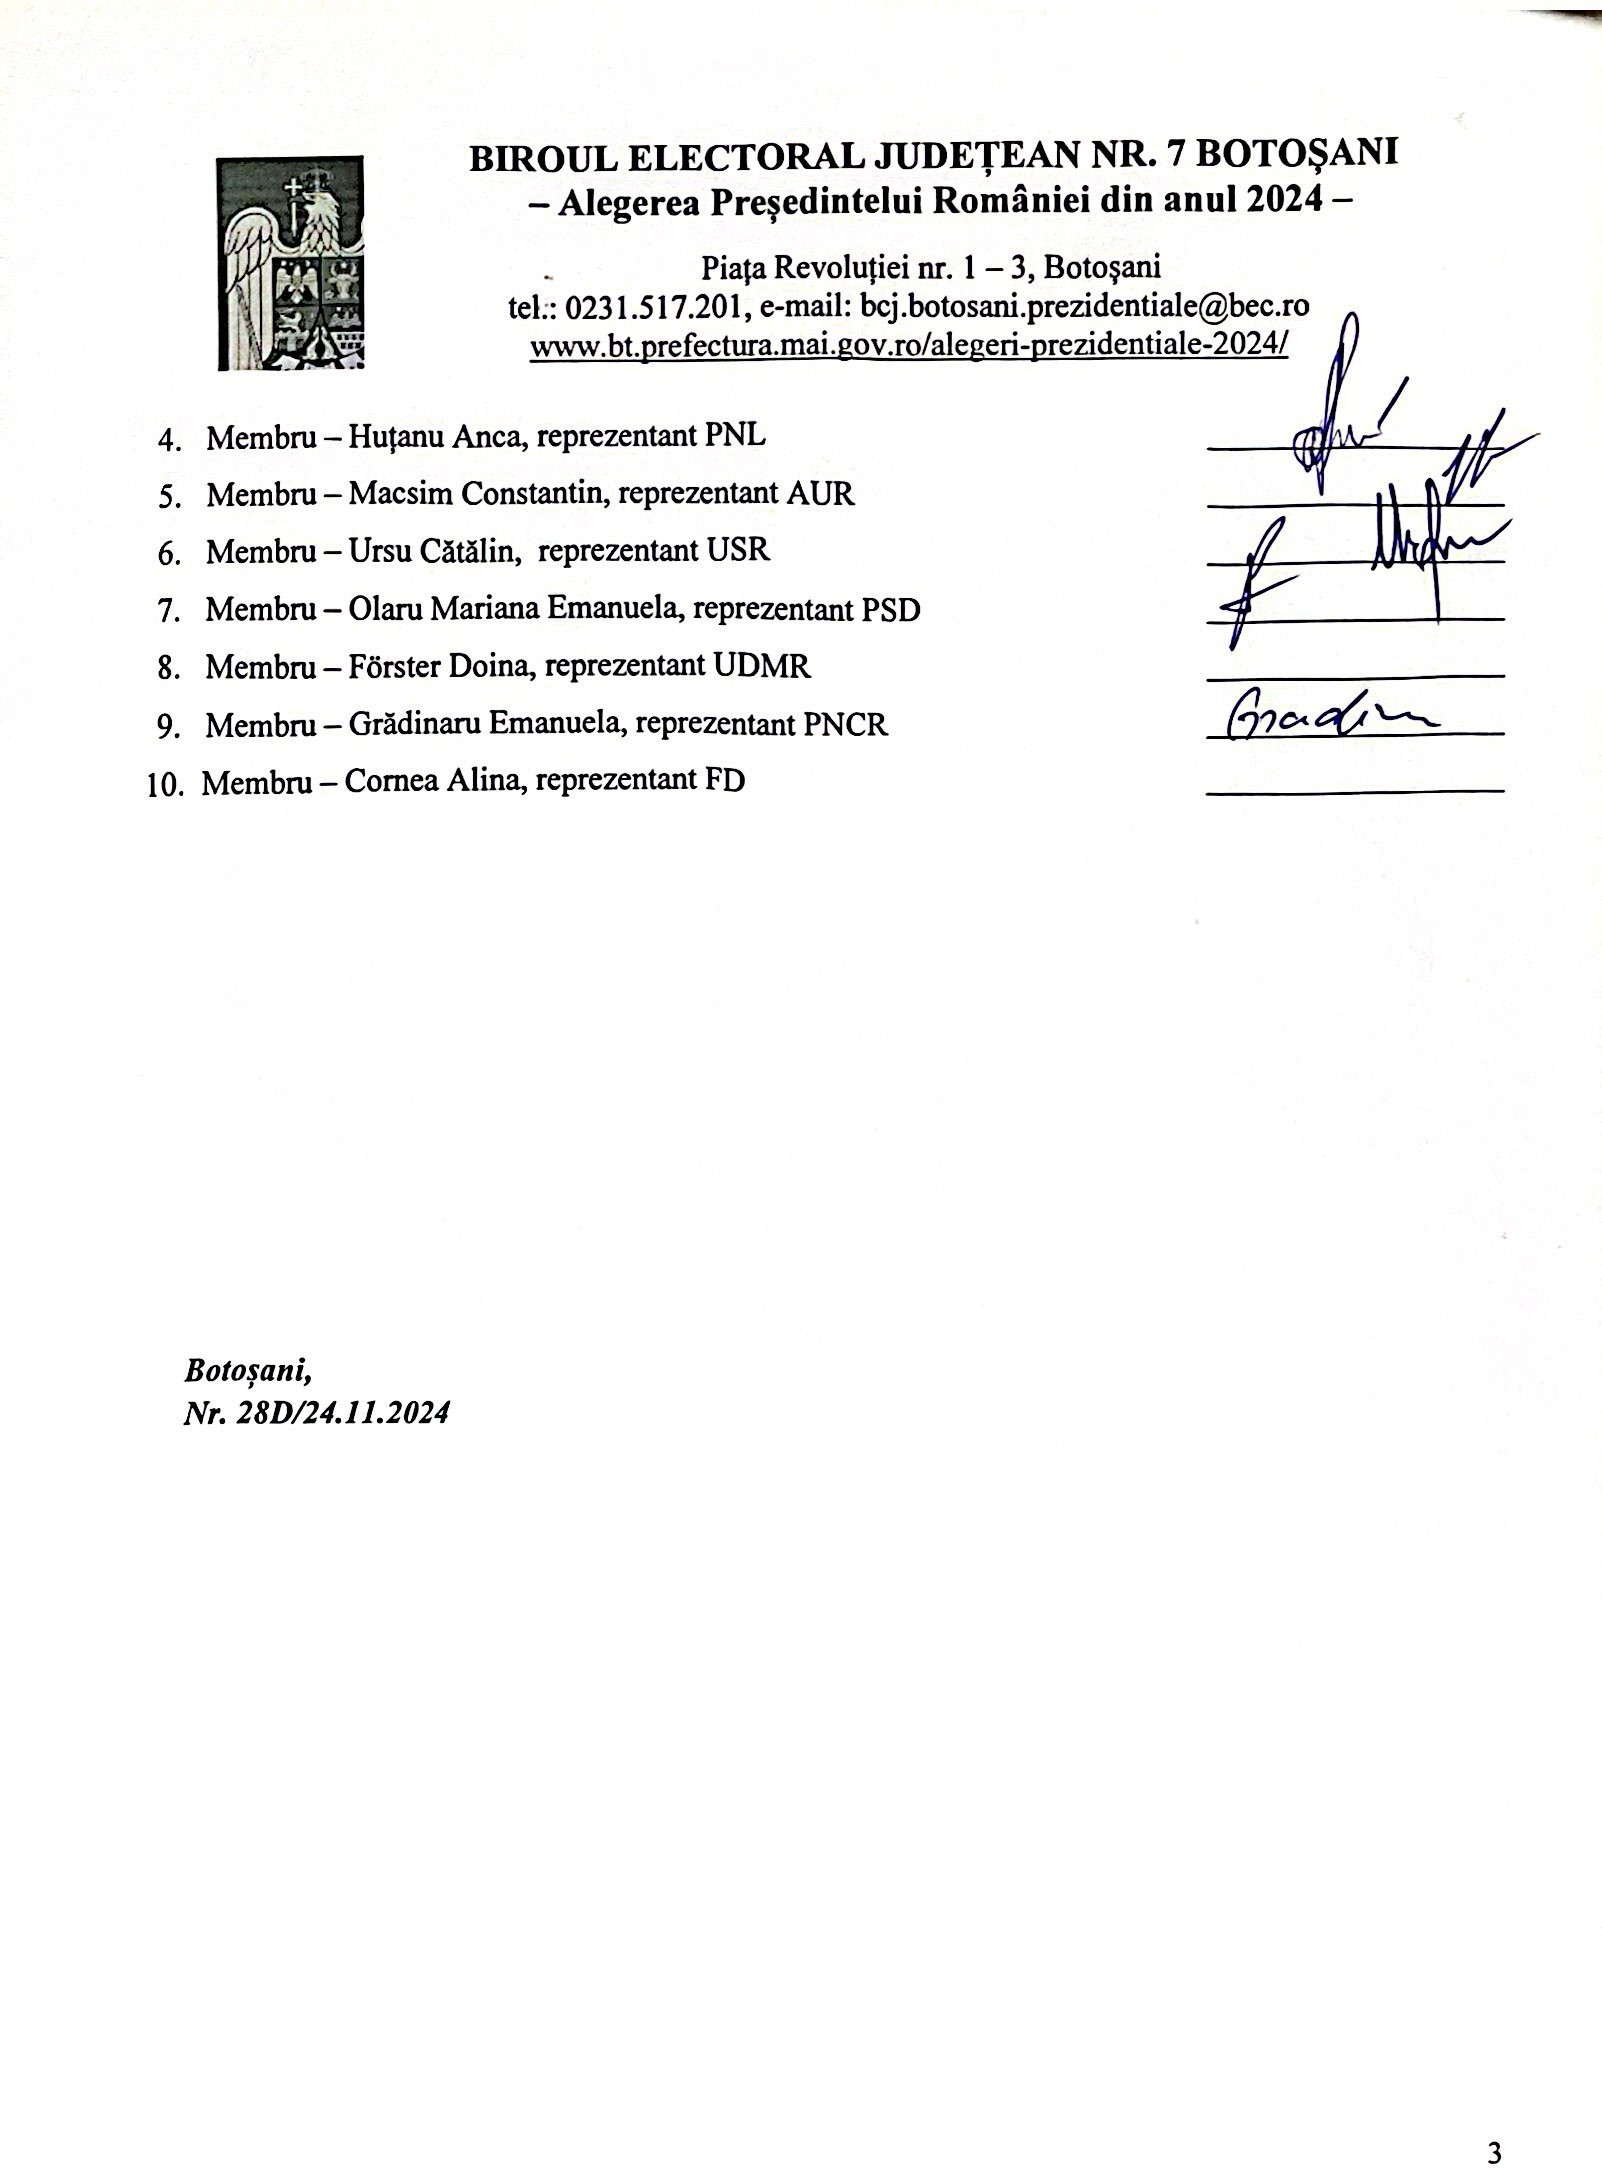 BIROUL ELECTORAL JUDEȚEAN NR. 7 BOTOȘANI
– Alegerea Președintelui României din anul 2024 –
Piața Revoluției nr. 1 – 3, Botoșani
tel.: 0231.517.201, e-mail: bcj.botosani.prezidentiale@bec.ro
www.bt.prefectura.mai.gov.ro/alegeri-prezidentiale-2024/
4. Membru – Huțanu Anca, reprezentant PNL
5. Membru – Macsim Constantin, reprezentant AUR
6. Membru – Ursu Cătălin, reprezentant USR
7. Membru – Olaru Mariana Emanuela, reprezentant PSD
8. Membru – Förster Doina, reprezentant UDMR
9. Membru – Grădinaru Emanuela, reprezentant PNCR
10. Membru – Cornea Alina, reprezentant FD
Botoșani,
Nr. 28D/24.11.2024
3